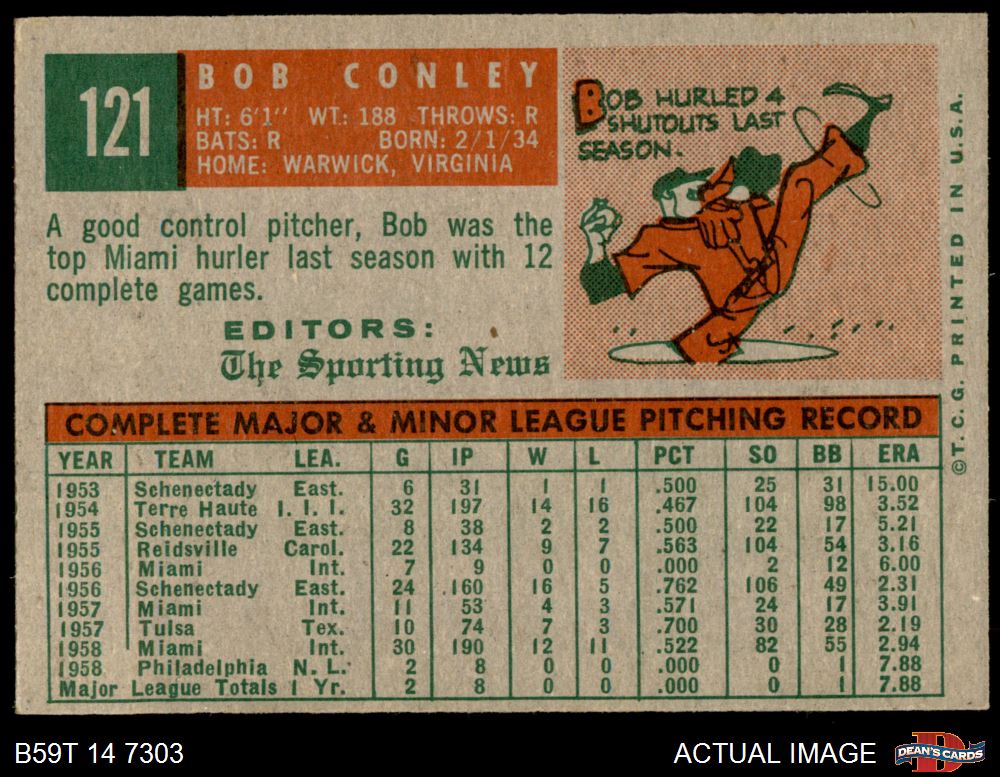 121
BOB CONLEY
HT: 6'1" WT: 188 THROWS: R
BATS: R BORN: 2/1/34
HOME: WARWICK, VIRGINIA
BOB HURLED 4
SHUTOUTS LAST
SEASON.
A good control pitcher, Bob was the
top Miami hurler last season with 12
complete games.
EDITORS:
The Sporting News
©T.C.G. PRINTED IN U.S.A.
COMPLETE MAJOR & MINOR LEAGUE PITCHING RECORD
YEAR TEAM LEA. G IP W L PCT SO BB ERA
1953 Schenectady East. 6 31 1 1 .500 25 31 15.00
1954 Terre Haute I. I. I. 32 197 14 16 .467 104 98 3.52
1955 Schenectady East. 8 38 2 2 .500 22 17 5.21
1955 Reidsville Carol. 22 134 9 7 .563 104 54 3.16
1956 Miami Int. 7 9 0 0 .000 2 12 6.00
1956 Schenectady East. 24 160 16 5 .762 106 49 2.31
1957 Miami Int. 11 53 4 3 .571 24 17 3.91
1957 Tulsa Tex. 10 74 7 3 .700 30 28 2.19
1958 Miami Int. 30 190 12 11 .522 82 55 2.94
1958 Philadelphia N. L. 2 8 0 0 .000 0 1 7.88
Major League Totals 1 Yr. 2 8 0 0 .000 0 1 7.88
B59T 14 7303
ACTUAL IMAGE
D
DEAN'S CARDS